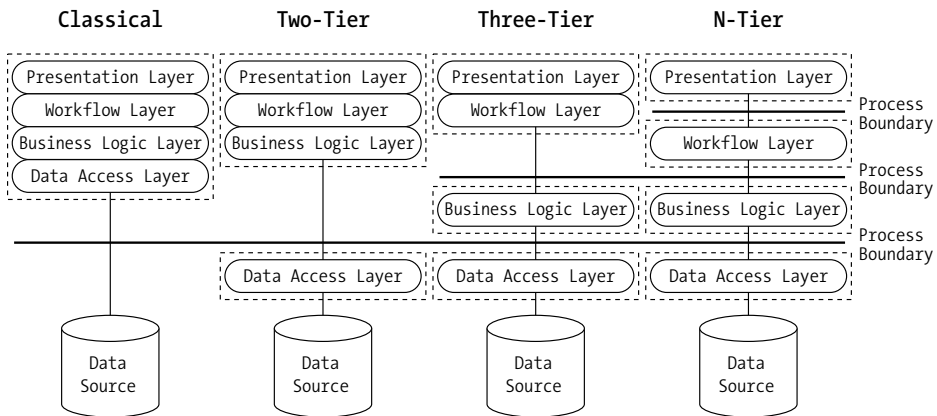 Classical
Two-Tier
Three-Tier
N-Tier
Presentation Layer
Presentation Layer
Presentation Layer
Presentation Layer
Workflow Layer
Workflow Layer
Workflow Layer
Process
Boundary
Business Logic Layer
Business Logic Layer
Workflow Layer
Data Access Layer
Process
Boundary
Business Logic Layer
Business Logic Layer
Process
Boundary
Data Access Layer
Data Access Layer
Data Access Layer
Data
Source
Data
Source
Data
Source
Data
Source